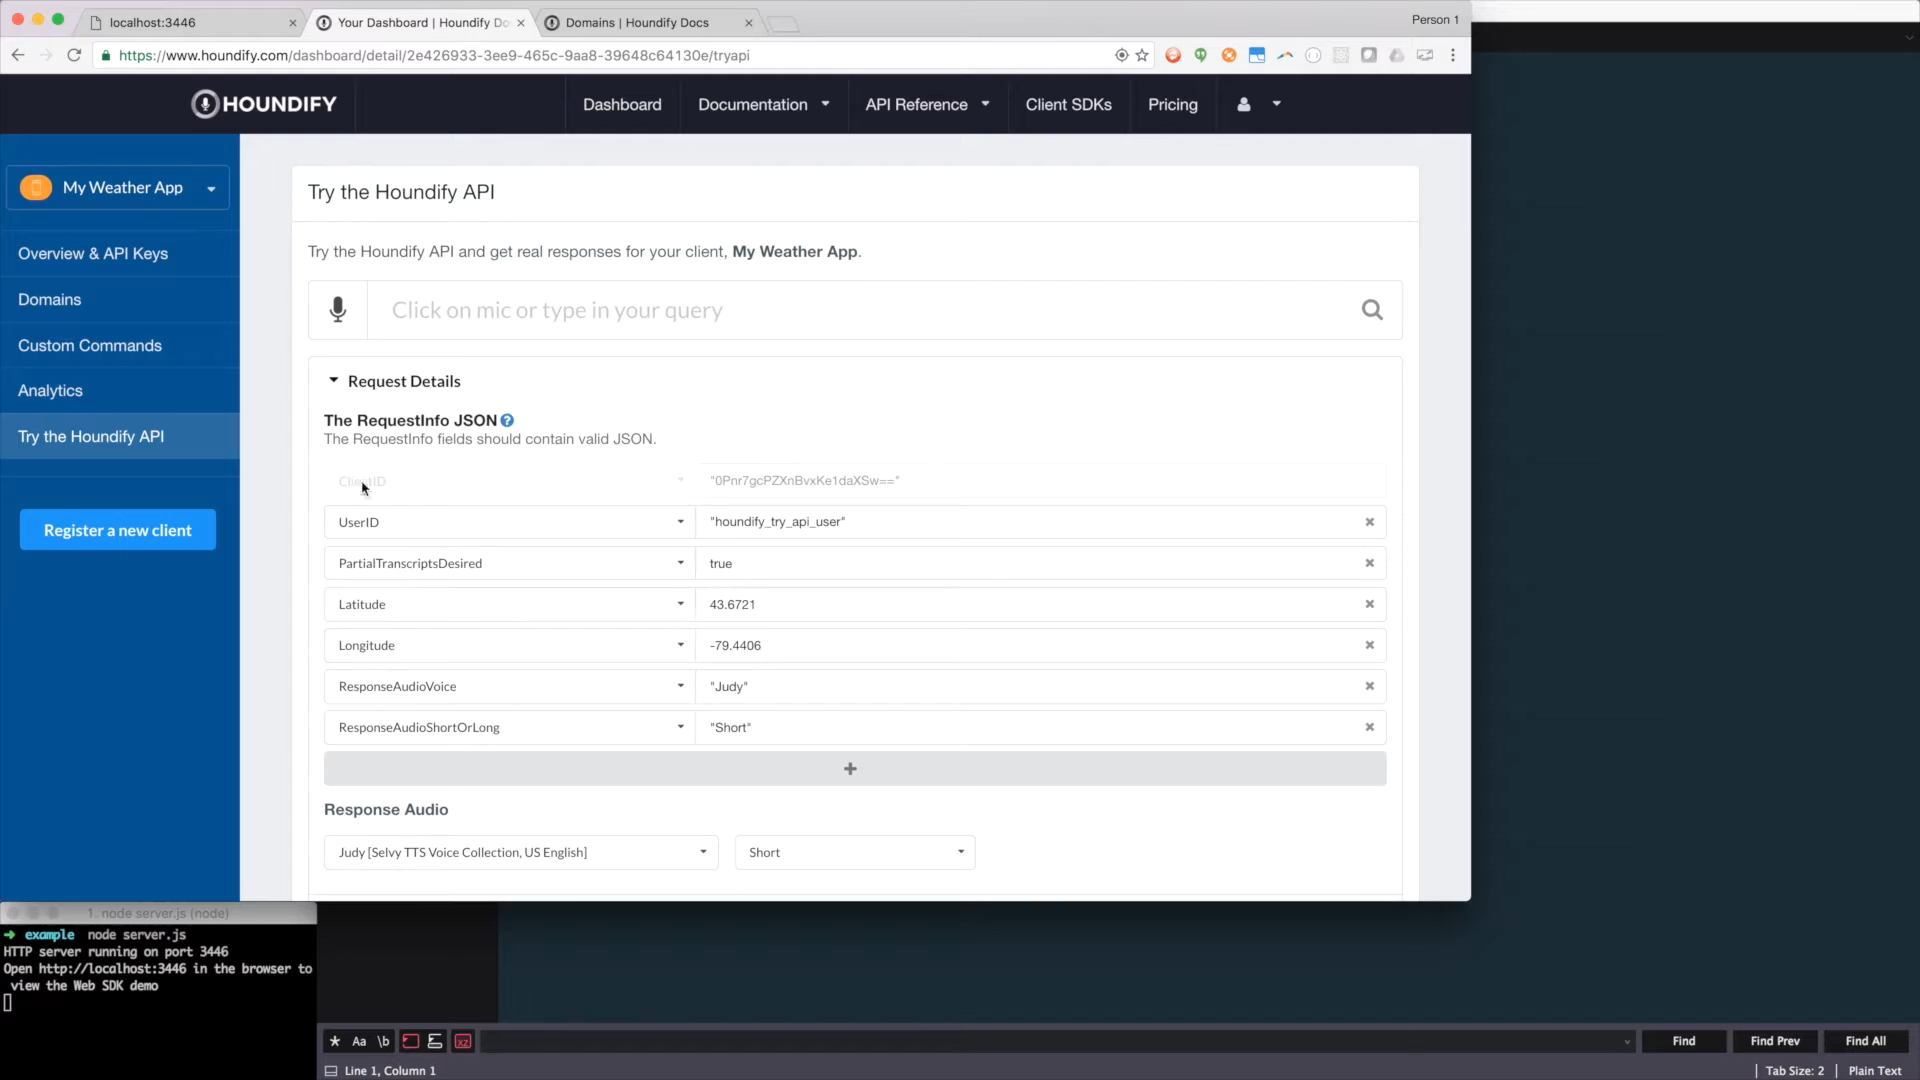 localhost:3446
Your Dashboard | Houndify Do
Domains | Houndify Docs
Person 1
https://www.houndify.com/dashboard/detail/2e426933-3ee9-465c-9aa8-39648c64130e/tryapi
HOUNDIFY
Dashboard
Documentation
API Reference
Client SDKs
Pricing
My Weather App
Overview & API Keys
Domains
Custom Commands
Analytics
Try the Houndify API
Register a new client
Try the Houndify API
Try the Houndify API and get real responses for your client, My Weather App.
Click on mic or type in your query
Request Details
The RequestInfo JSON ?
The RequestInfo fields should contain valid JSON.
ClientID "0Pnr7gcPZXnBvxKe1daXSw=="
UserID "houndify_try_api_user"
PartialTranscriptsDesired true
Latitude 43.6721
Longitude -79.4406
ResponseAudioVoice "Judy"
ResponseAudioShortOrLong "Short"
+
Response Audio
Judy [Selvy TTS Voice Collection, US English]
Short
1. node server.js (node)
➜ example node server.js
HTTP server running on port 3446
Open http://localhost:3446 in the browser to
view the Web SDK demo
* Aa \b
Find
Find Prev
Find All
Line 1, Column 1
Tab Size: 2
Plain Text